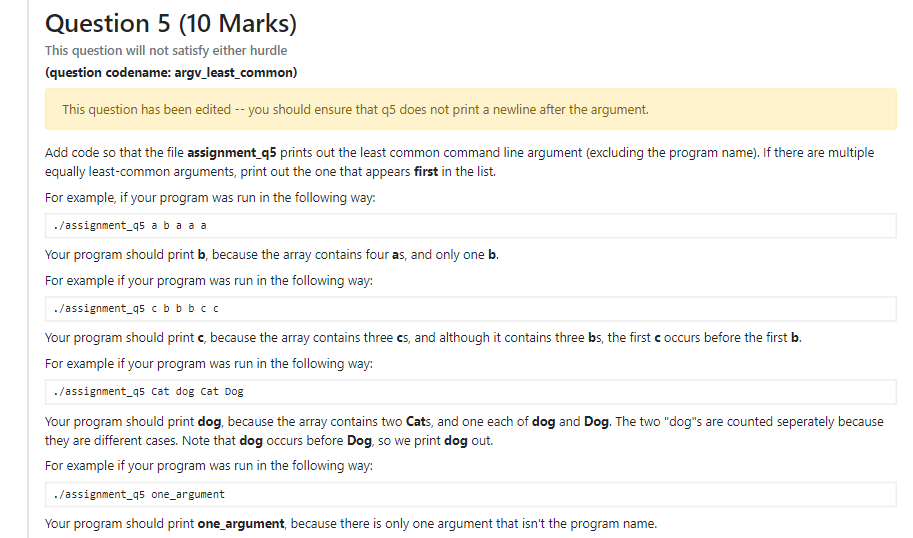 Question 5 (10 Marks)
This question will not satisfy either hurdle
(question codename: argv_least_common)
This question has been edited -- you should ensure that q5 does not print a newline after the argument.
Add code so that the file assignment_q5 prints out the least common command line argument (excluding the program name). If there are multiple
equally least-common arguments, print out the one that appears first in the list.
For example, if your program was run in the following way:
./assignment_q5 a b a a a
Your program should print b, because the array contains four as, and only one b.
For example if your program was run in the following way:
./assignment_q5 c b b b c c
Your program should print c, because the array contains three cs, and although it contains three bs, the first c occurs before the first b.
For example if your program was run in the following way:
./assignment_q5 Cat dog Cat Dog
Your program should print dog, because the array contains two Cats, and one each of dog and Dog. The two "dog"s are counted seperately because
they are different cases. Note that dog occurs before Dog, so we print dog out.
For example if your program was run in the following way:
./assignment_q5 one_argument
Your program should print one_argument, because there is only one argument that isn't the program name.